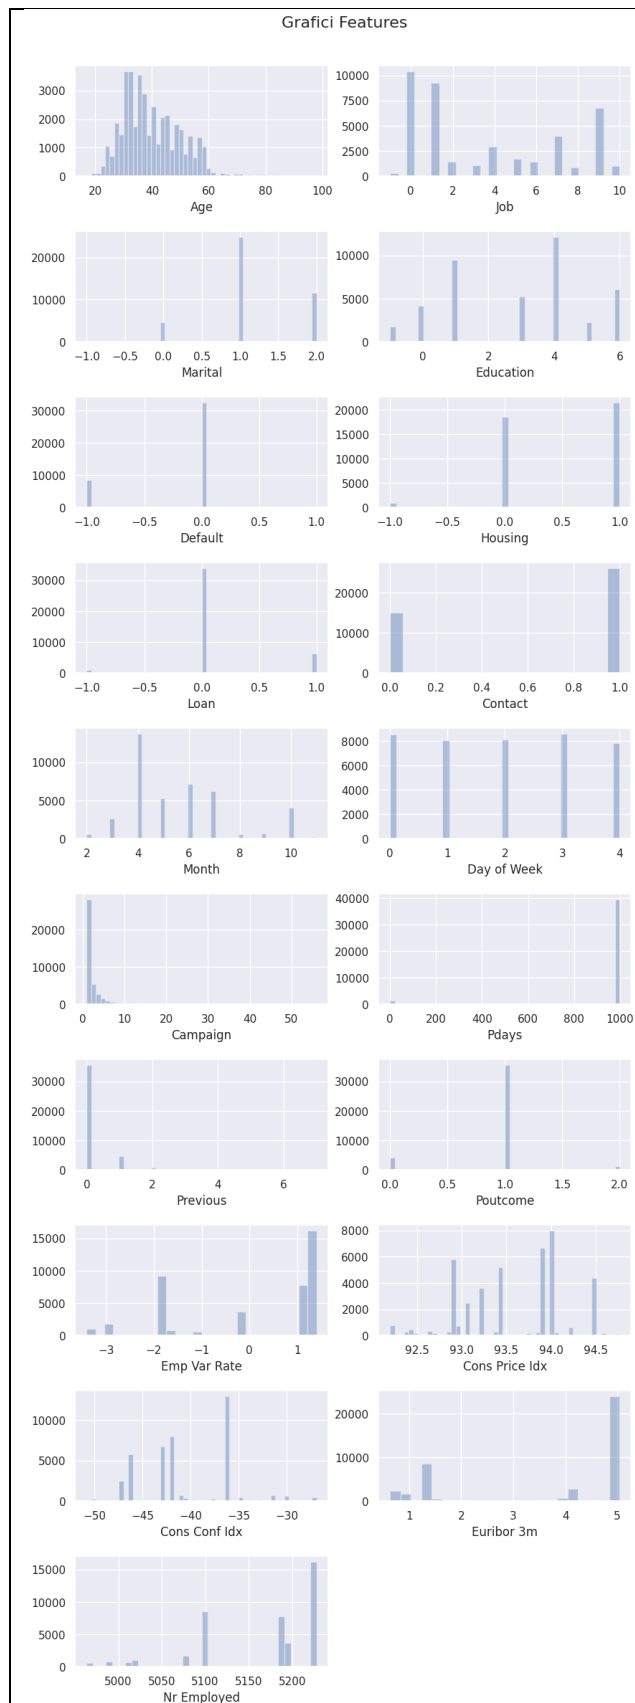 Grafici Features
3000
2000
1000
0
20 40 60 80 100
Age
10000
7500
5000
2500
0
0 2 4 6 8 10
Job
20000
10000
0
−1.0 −0.5 0.0 0.5 1.0 1.5 2.0
Marital
10000
5000
0
0 2 4 6
Education
30000
20000
10000
0
−1.0 −0.5 0.0 0.5 1.0
Default
20000
15000
10000
5000
0
−1.0 −0.5 0.0 0.5 1.0
Housing
30000
20000
10000
0
−1.0 −0.5 0.0 0.5 1.0
Loan
20000
10000
0
0.0 0.2 0.4 0.6 0.8 1.0
Contact
10000
5000
0
2 4 6 8 10
Month
8000
6000
4000
2000
0
0 1 2 3 4
Day of Week
20000
10000
0
0 10 20 30 40 50
Campaign
40000
30000
20000
10000
0
0 200 400 600 800 1000
Pdays
30000
20000
10000
0
0 2 4 6
Previous
30000
20000
10000
0
0.0 0.5 1.0 1.5 2.0
Poutcome
15000
10000
5000
0
−3 −2 −1 0 1
Emp Var Rate
8000
6000
4000
2000
0
92.5 93.0 93.5 94.0 94.5
Cons Price Idx
10000
5000
0
−50 −45 −40 −35 −30
Cons Conf Idx
20000
10000
0
1 2 3 4 5
Euribor 3m
15000
10000
5000
0
5000 5050 5100 5150 5200
Nr Employed